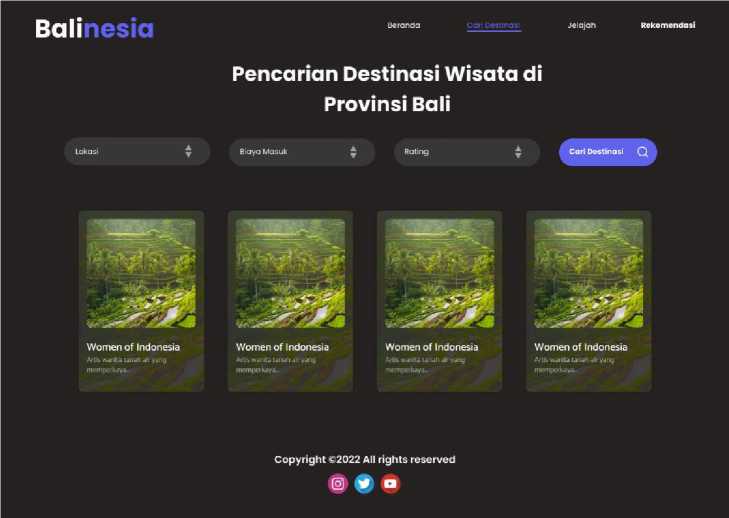 Balinesia
Beranda
Cari Destinasi
Jelajah
Rekomendasi
Pencarian Destinasi Wisata di
Provinsi Bali
Lokasi
Biaya Masuk
Rating
Cari Destinasi
Women of Indonesia
Artis wanita tanah air yang
memperkaya...
Women of Indonesia
Artis wanita tanah air yang
memperkaya...
Women of Indonesia
Artis wanita tanah air yang
memperkaya...
Women of Indonesia
Artis wanita tanah air yang
memperkaya...
Copyright ©2022 All rights reserved